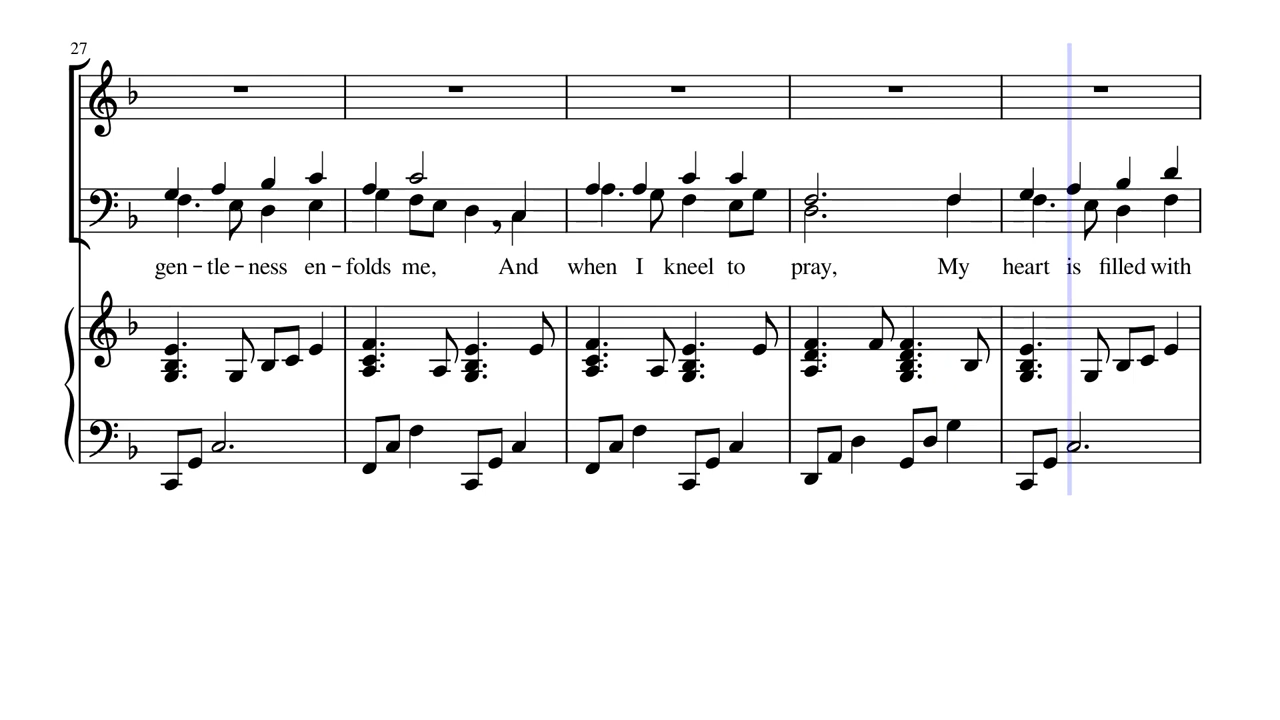 27
gen – tle – ness en – folds me, And when I kneel to pray, My heart is filled with